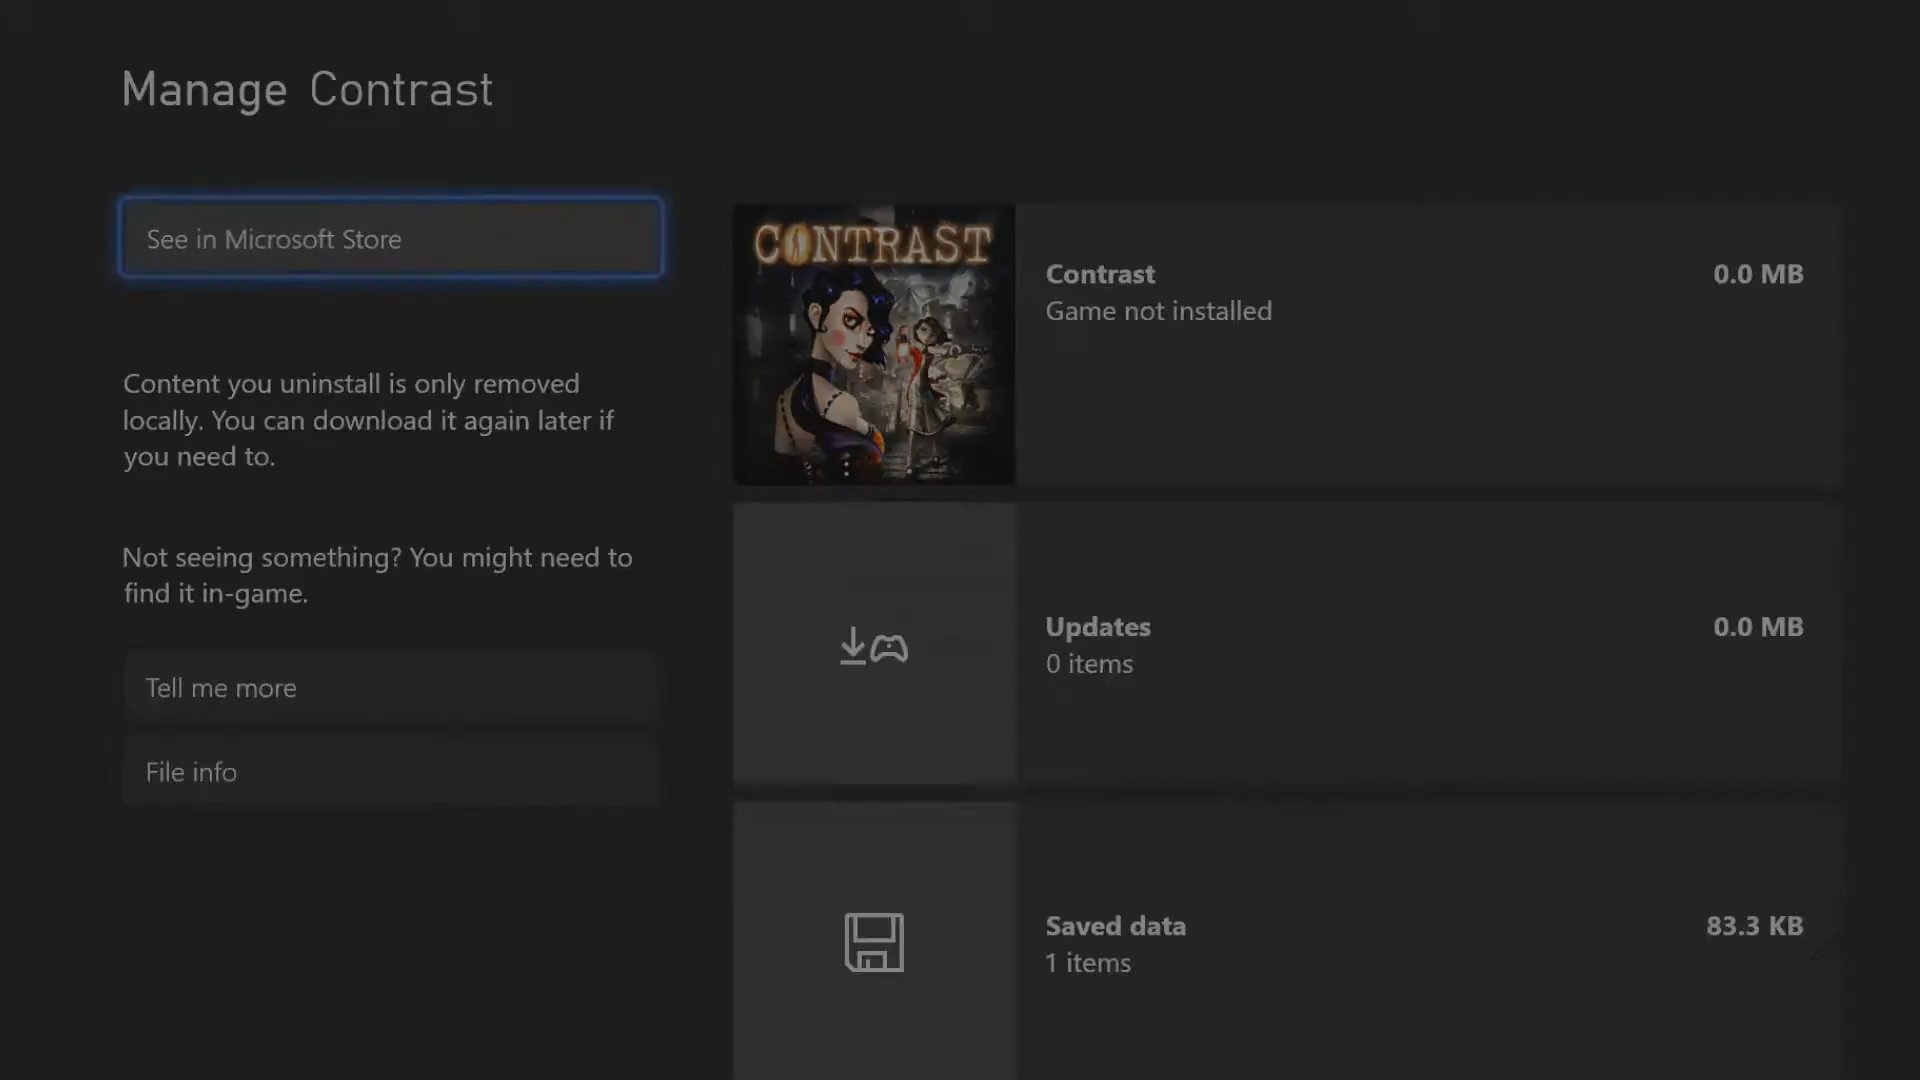 Manage Contrast
See in Microsoft Store
Content you uninstall is only removed
locally. You can download it again later if
you need to.
Not seeing something? You might need to
find it in-game.
Tell me more
File info
CONTRAST
Contrast
0.0 MB
Game not installed
Updates
0.0 MB
0 items
Saved data
83.3 KB
1 items